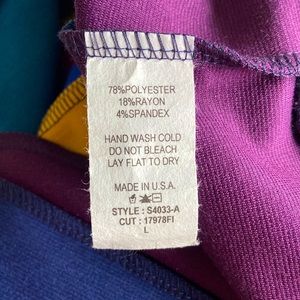 78%POLYESTER
18%RAYON
4%SPANDEX
HAND WASH COLD
DO NOT BLEACH
LAY FLAT TO DRY
MADE IN U.S.A.
STYLE : S4033-A
CUT : 17978FI
L